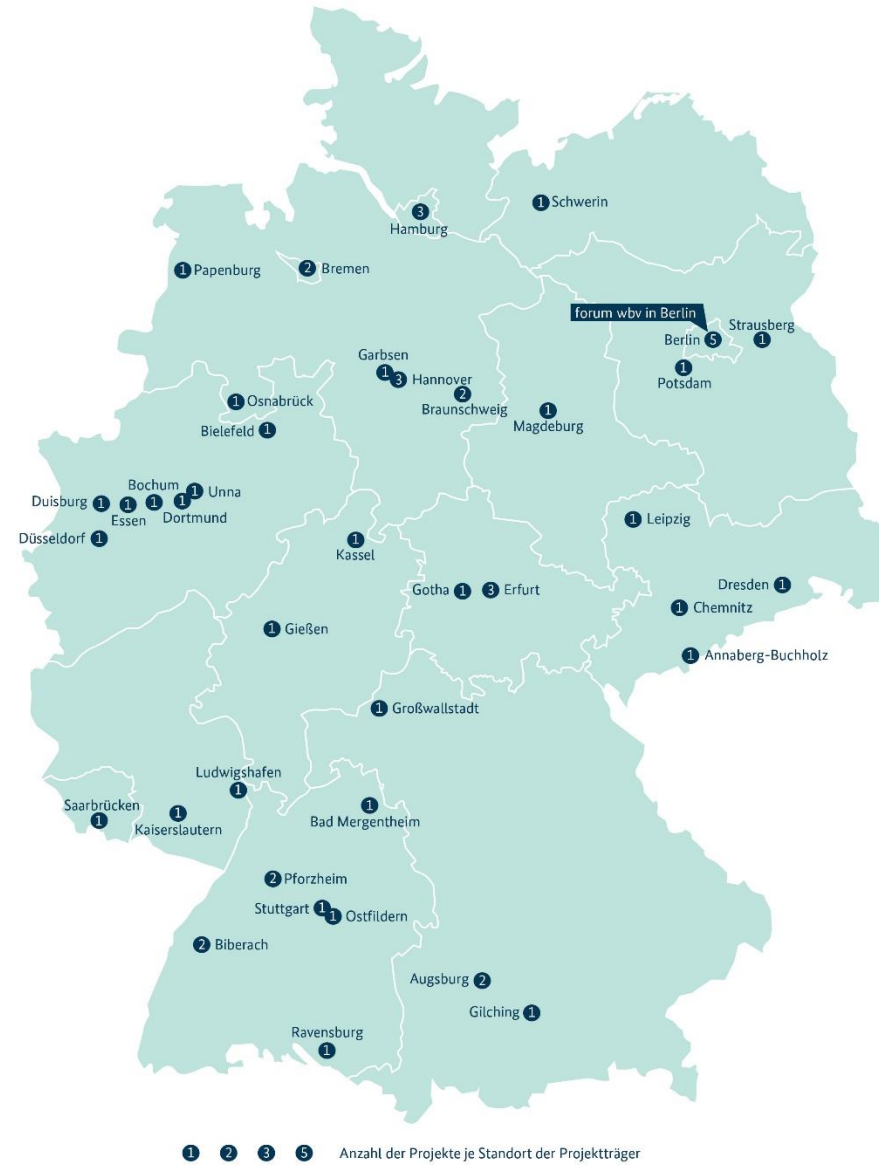 1 Schwerin
3
Hamburg
1 Papenburg
2 Bremen
forum wbv in Berlin
Strausberg
Berlin 5
1
1
Potsdam
Garbsen
1
3 Hannover
2
Braunschweig
1
Magdeburg
1 Osnabrück
Bielefeld 1
Bochum
1 Unna
Duisburg 1
1
Essen
1
1
Dortmund
Düsseldorf 1
1
Kassel
1 Leipzig
Gotha 1
3 Erfurt
Dresden 1
1 Chemnitz
1 Gießen
1 Annaberg-Buchholz
1 Großwallstadt
Ludwigshafen
1
Saarbrücken
1
1
Kaiserslautern
1
Bad Mergentheim
2 Pforzheim
Stuttgart 1
1 Ostfildern
2 Biberach
Augsburg 2
Gilching 1
Ravensburg
1
1 2 3 5 Anzahl der Projekte je Standort der Projektträger